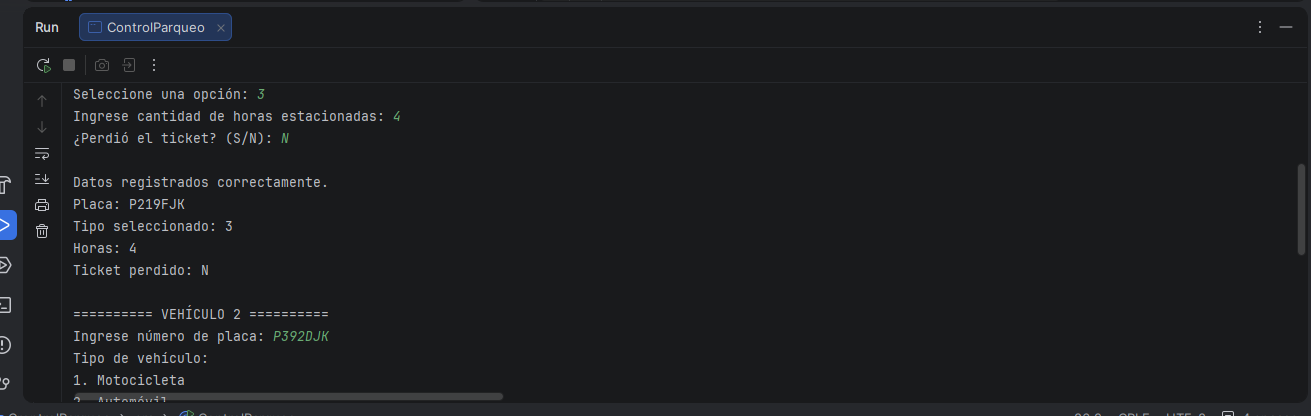 Run
ControlParqueo
Seleccione una opción: 3
Ingrese cantidad de horas estacionadas: 4
¿Perdió el ticket? (S/N): N
Datos registrados correctamente.
Placa: P219FJK
Tipo seleccionado: 3
Horas: 4
Ticket perdido: N
========== VEHÍCULO 2 ==========
Ingrese número de placa: P392DJK
Tipo de vehículo:
1. Motocicleta
2. Automóvil